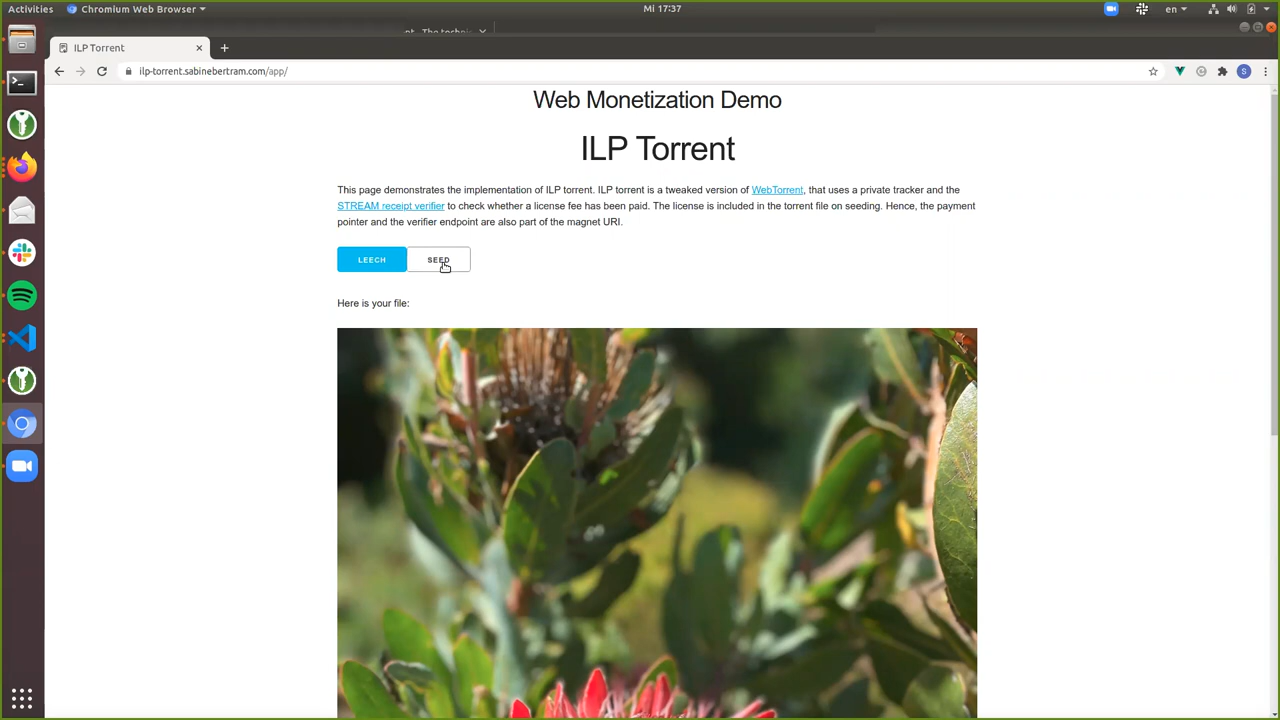 Activities
Chromium Web Browser
Mi 17:37
en
ILP Torrent
ilp-torrent.sabinebertram.com/app/
S
Web Monetization Demo
ILP Torrent
This page demonstrates the implementation of ILP torrent. ILP torrent is a tweaked version of WebTorrent, that uses a private tracker and the
STREAM receipt verifier to check whether a license fee has been paid. The license is included in the torrent file on seeding. Hence, the payment
pointer and the verifier endpoint are also part of the magnet URI.
LEECH
SEED
Here is your file: